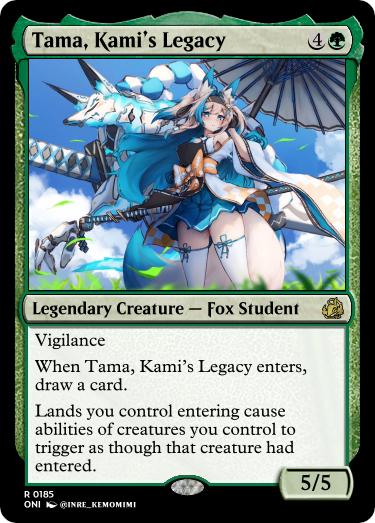 Tama, Kami's Legacy 4
Legendary Creature — Fox Student
Vigilance
When Tama, Kami's Legacy enters,
draw a card.
Lands you control entering cause
abilities of creatures you control to
trigger as though that creature had
entered.
5/5
R 0185
ONI @INRE_KEMOMIMI